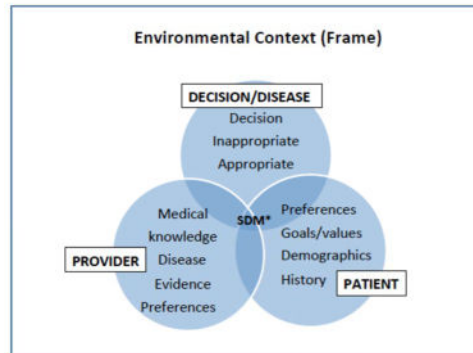 Environmental Context (Frame)
DECISION/DISEASE
Decision
Inappropriate
Appropriate
SDM*
Medical
knowledge
Disease
Evidence
Preferences
PROVIDER
Preferences
Goals/values
Demographics
History
PATIENT